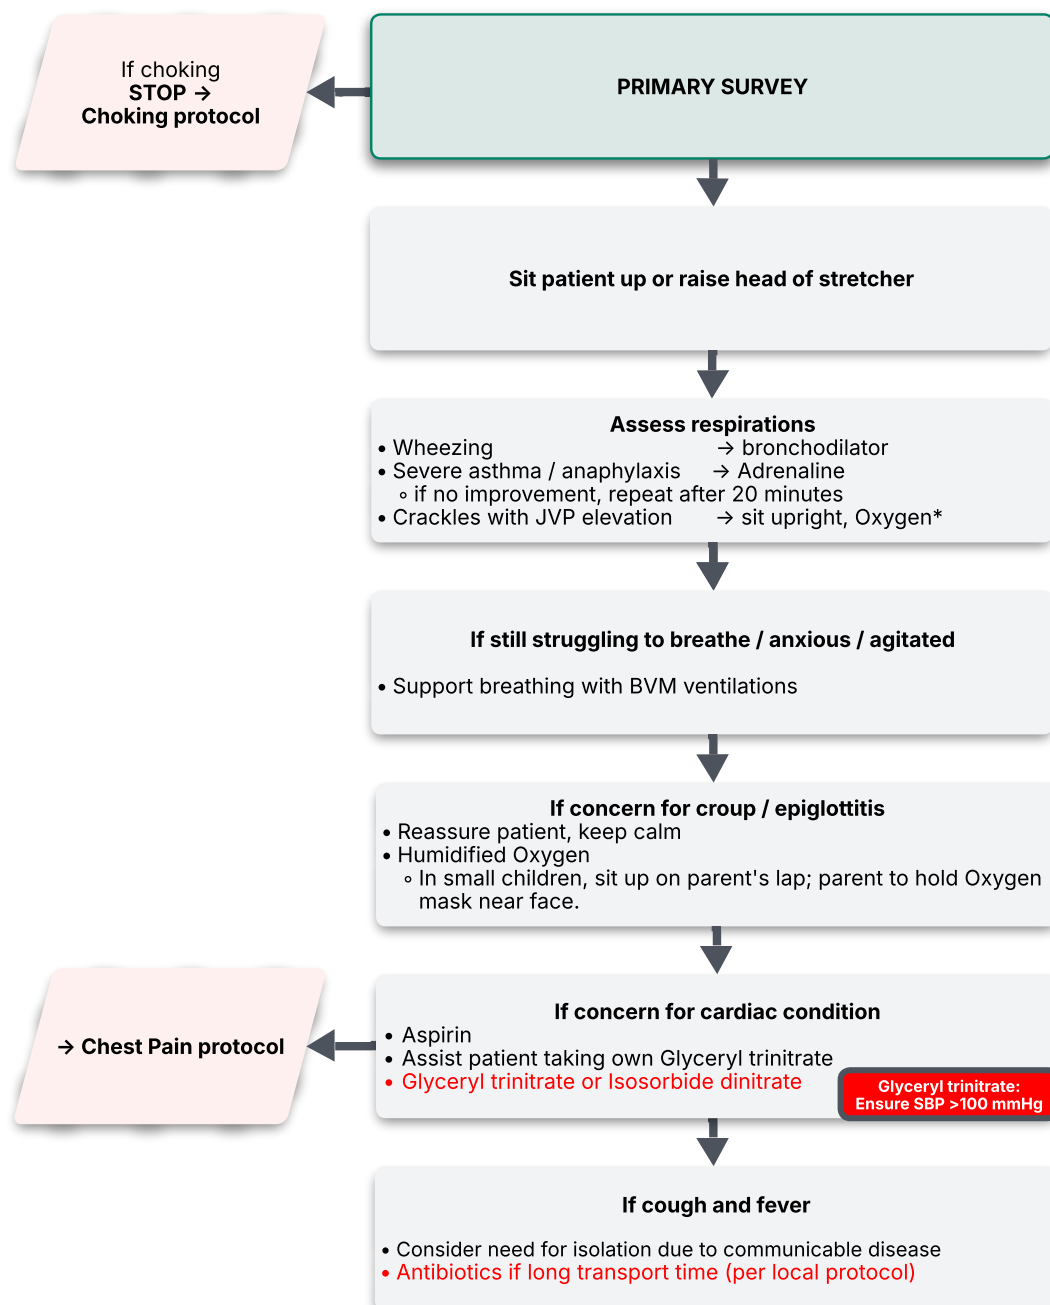 If choking
STOP →
Choking protocol
PRIMARY SURVEY
Sit patient up or raise head of stretcher
Assess respirations
• Wheezing → bronchodilator
• Severe asthma / anaphylaxis → Adrenaline
∘ if no improvement, repeat after 20 minutes
• Crackles with JVP elevation → sit upright, Oxygen*
If still struggling to breathe / anxious / agitated
• Support breathing with BVM ventilations
If concern for croup / epiglottitis
• Reassure patient, keep calm
• Humidified Oxygen
∘ In small children, sit up on parent's lap; parent to hold Oxygen
mask near face.
→ Chest Pain protocol
If concern for cardiac condition
• Aspirin
• Assist patient taking own Glyceryl trinitrate
• Glyceryl trinitrate or Isosorbide dinitrate
Glyceryl trinitrate:
Ensure SBP >100 mmHg
If cough and fever
• Consider need for isolation due to communicable disease
• Antibiotics if long transport time (per local protocol)